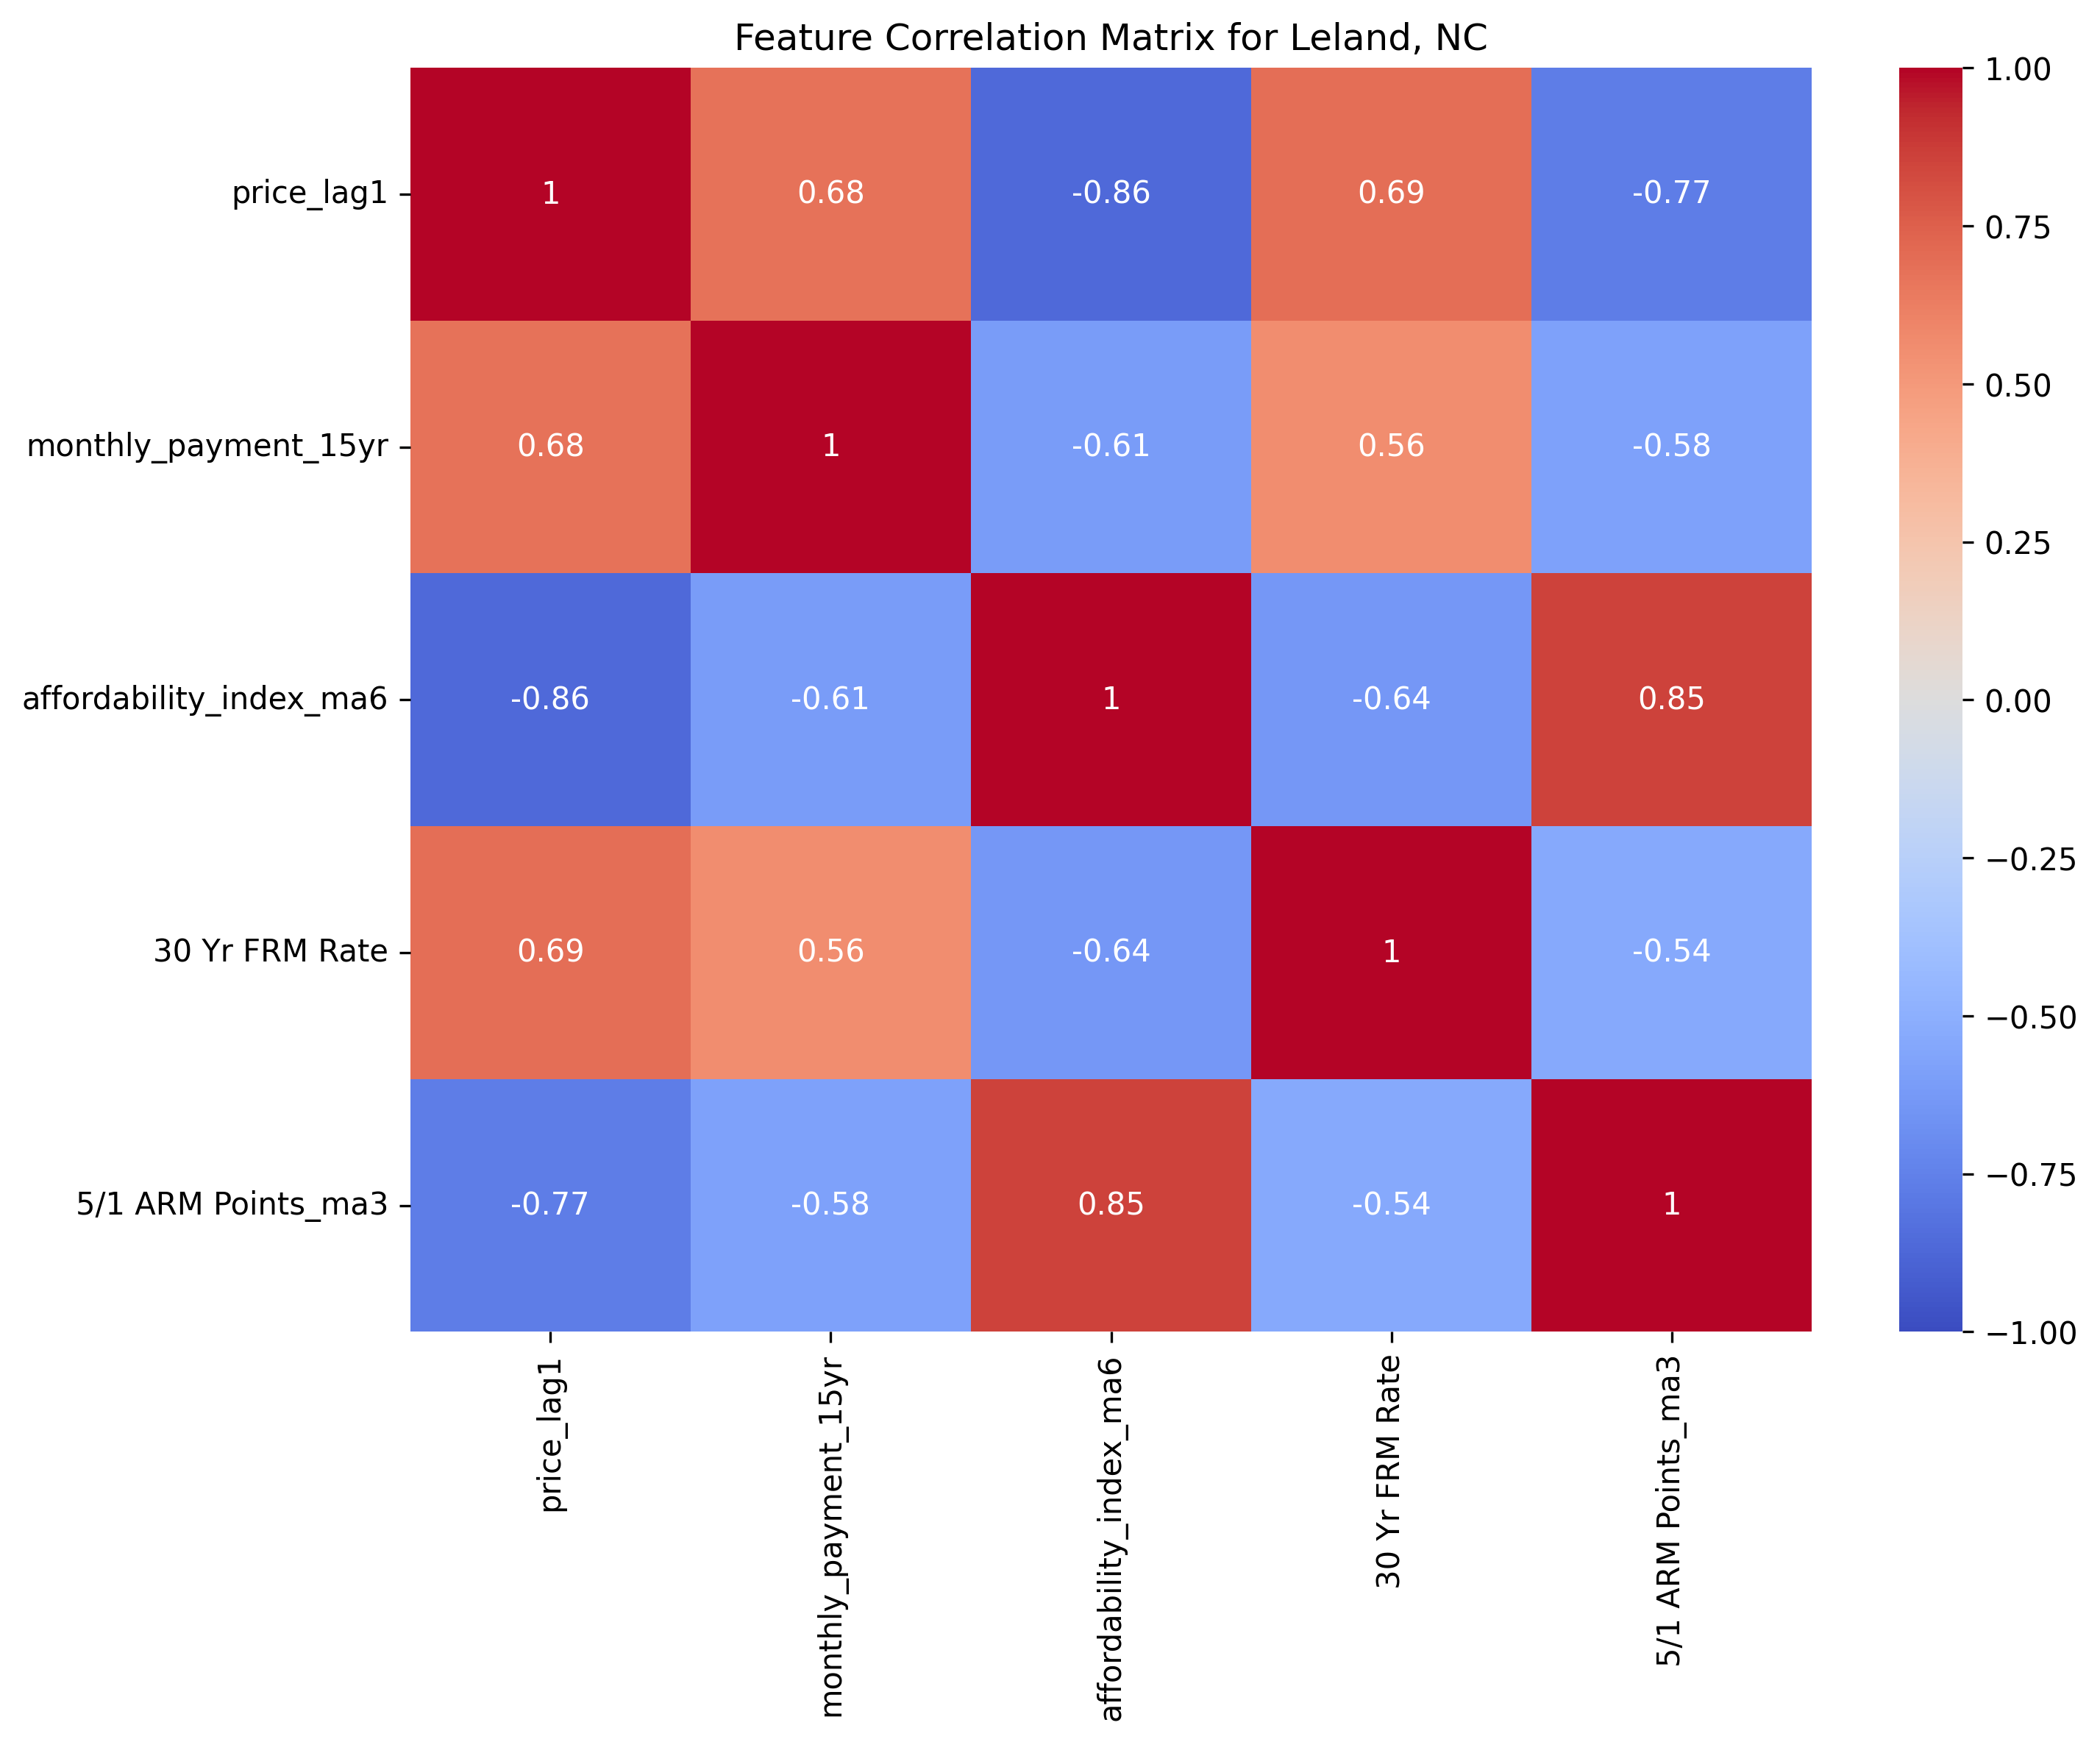 Feature Correlation Matrix for Leland, NC
price_lag1 1 0.68 -0.86 0.69 -0.77
monthly_payment_15yr 0.68 1 -0.61 0.56 -0.58
affordability_index_ma6 -0.86 -0.61 1 -0.64 0.85
30 Yr FRM Rate 0.69 0.56 -0.64 1 -0.54
5/1 ARM Points_ma3 -0.77 -0.58 0.85 -0.54 1
price_lag1
monthly_payment_15yr
affordability_index_ma6
30 Yr FRM Rate
5/1 ARM Points_ma3
1.00
0.75
0.50
0.25
0.00
−0.25
−0.50
−0.75
−1.00